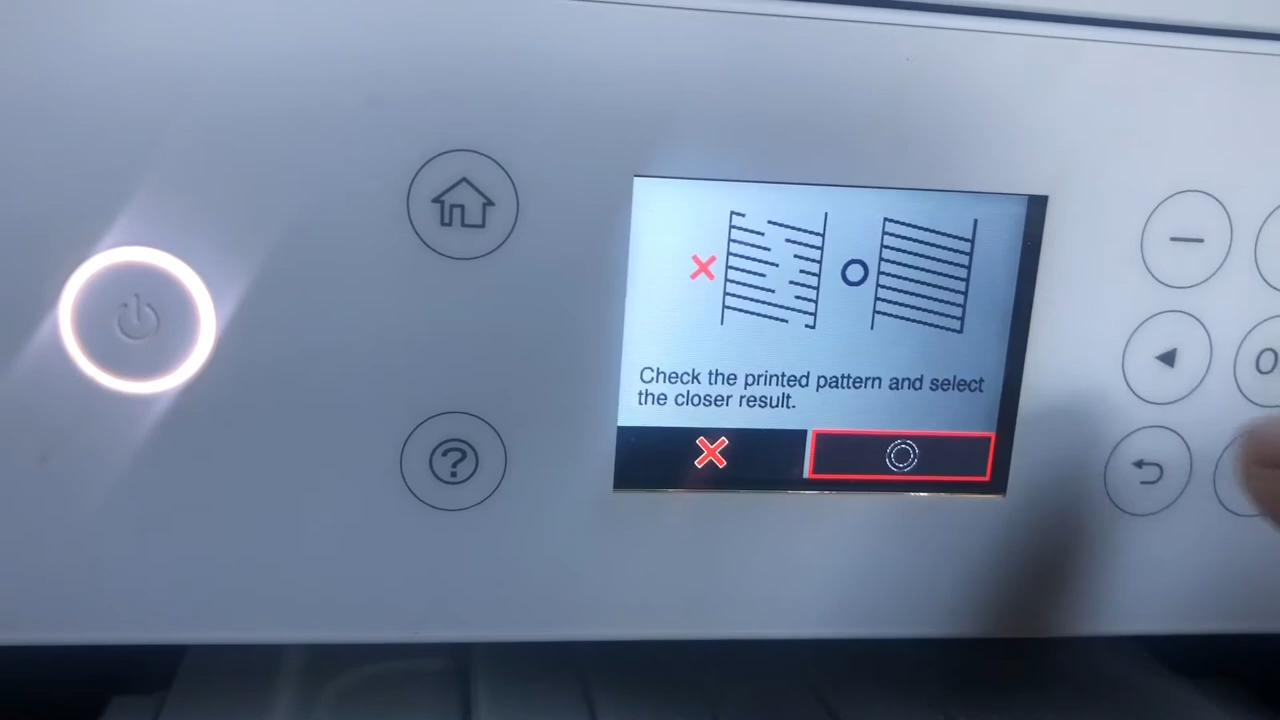 Check the printed pattern and select
the closer result.